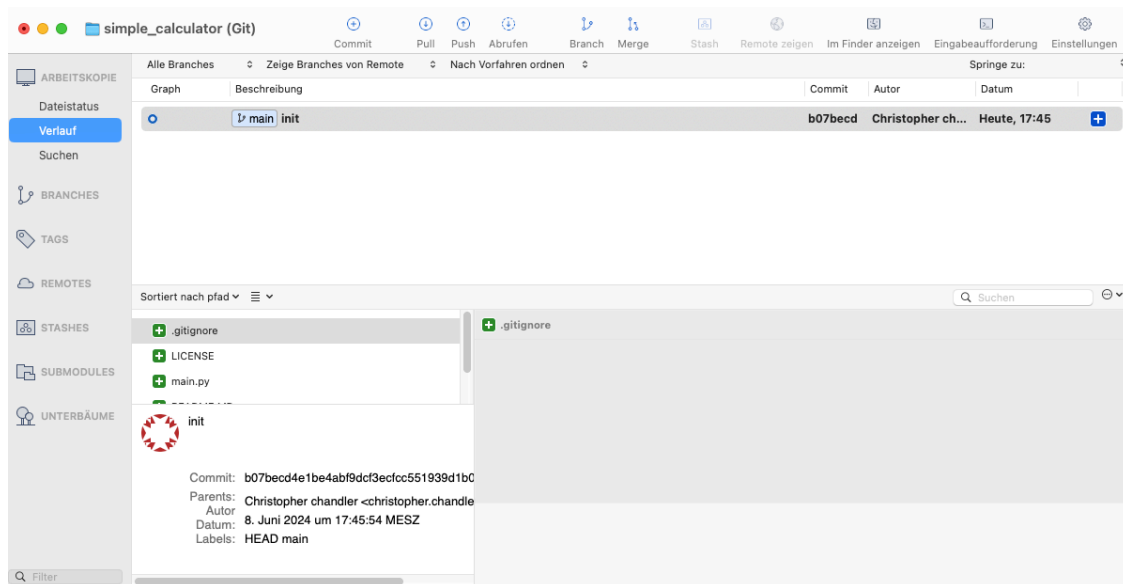 simple_calculator (Git)
Commit Pull Push Abrufen Branch Merge Stash Remote zeigen Im Finder anzeigen Eingabeaufforderung Einstellungen
ARBEITSKOPIE
Dateistatus
Verlauf
Suchen
BRANCHES
TAGS
REMOTES
STASHES
SUBMODULES
UNTERBÄUME
Filter
Alle Branches Zeige Branches von Remote Nach Vorfahren ordnen Springe zu:
Graph Beschreibung Commit Autor Datum
main init b07becd Christopher ch... Heute, 17:45
Sortiert nach pfad Suchen
.gitignore
LICENSE
main.py
.gitignore
init
Commit: b07becd4e1be4abf9dcf3ecfcc551939d1b0
Parents:
Autor Christopher chandler <christopher.chandle
Datum: 8. Juni 2024 um 17:45:54 MESZ
Labels: HEAD main